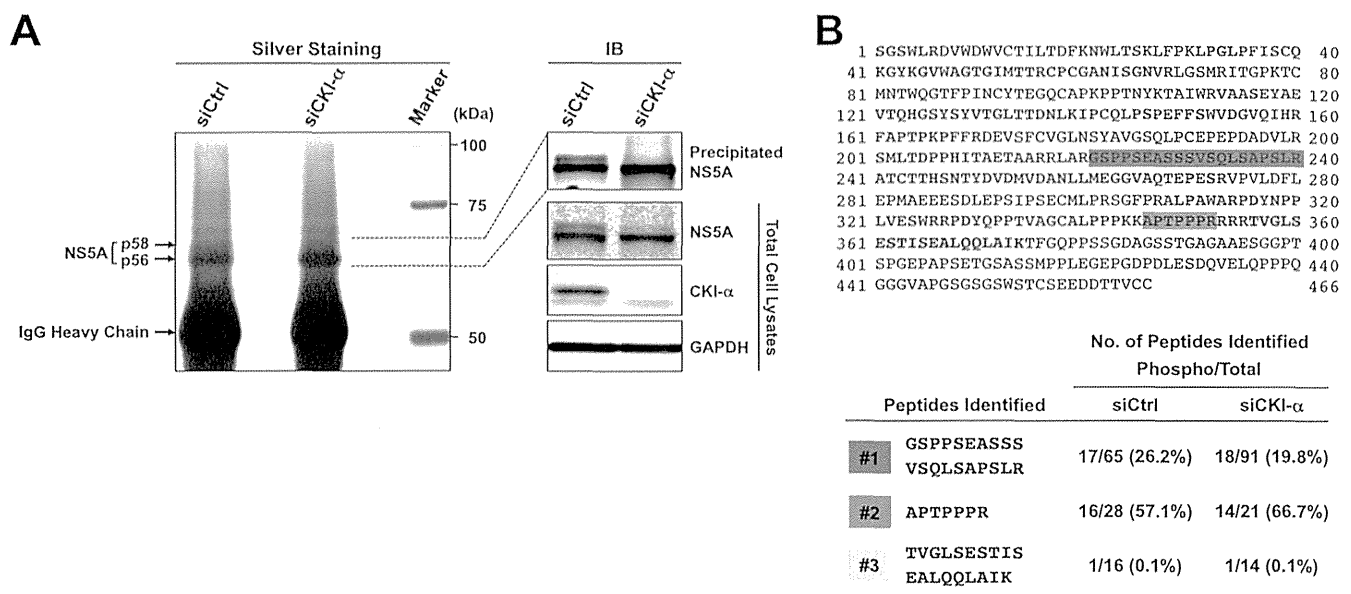 A
Silver Staining
siCtrl
siCKI-α
Marker
(kDa)
100
75
50
NS5A
p58
p56
IgG Heavy Chain
IB
siCtrl
siCKI-α
Precipitated
NS5A
NS5A
CKI-α
GAPDH
Total Cell Lysates
B
1 SGSWLRDVWDWVCTILTDFKNWLTSKLFPKLPGLPFISCQ 40
41 KGYKGVWAGTGIMTTRCPCGANISGNVRLGSMRITGPKTC 80
81 MNTWQGTFPINCYTEGQCAPKPPTNYKTAIWRVAASEYAE 120
121 VTQHGSYSYVTGLTTDNLKIPCQLPSPEFFSWVDGVQIHR 160
161 FAPTPKPFFRDEVSFCVGLNSYAVGSQLPCEPEPDADVLR 200
201 SMLTDPPHITAETAARRLARGSPPSEASSSVSQLSAPSLR 240
241 ATCTTHSNTYDVDMVDANLLMEGGVAQTEPESRVPVLDFL 280
281 EPMAEEESDLEPSIPSECMLPRSGFPRALPAWARPDYNPP 320
321 LVESWRRPDYQPPTVAGCALPPPKKAPTPPPRRRRTVGLS 360
361 ESTISEALQQLAIKTFGQPPSSGDAGSSTGAGAAESGGPT 400
401 SPGEPAPSETGSASSMPPLEGEPGDPDLESDQVELQPPPQ 440
441 GGGVAPGSGSGSWSTCSEEDDTTVCC 466
No. of Peptides Identified
Phospho/Total
Peptides Identified siCtrl siCKI-α
#1 GSPPSEASSS
VSQLSAPSLR 17/65 (26.2%) 18/91 (19.8%)
#2 APTPPPR 16/28 (57.1%) 14/21 (66.7%)
#3 TVGLSESTIS
EALQQLAIK 1/16 (0.1%) 1/14 (0.1%)